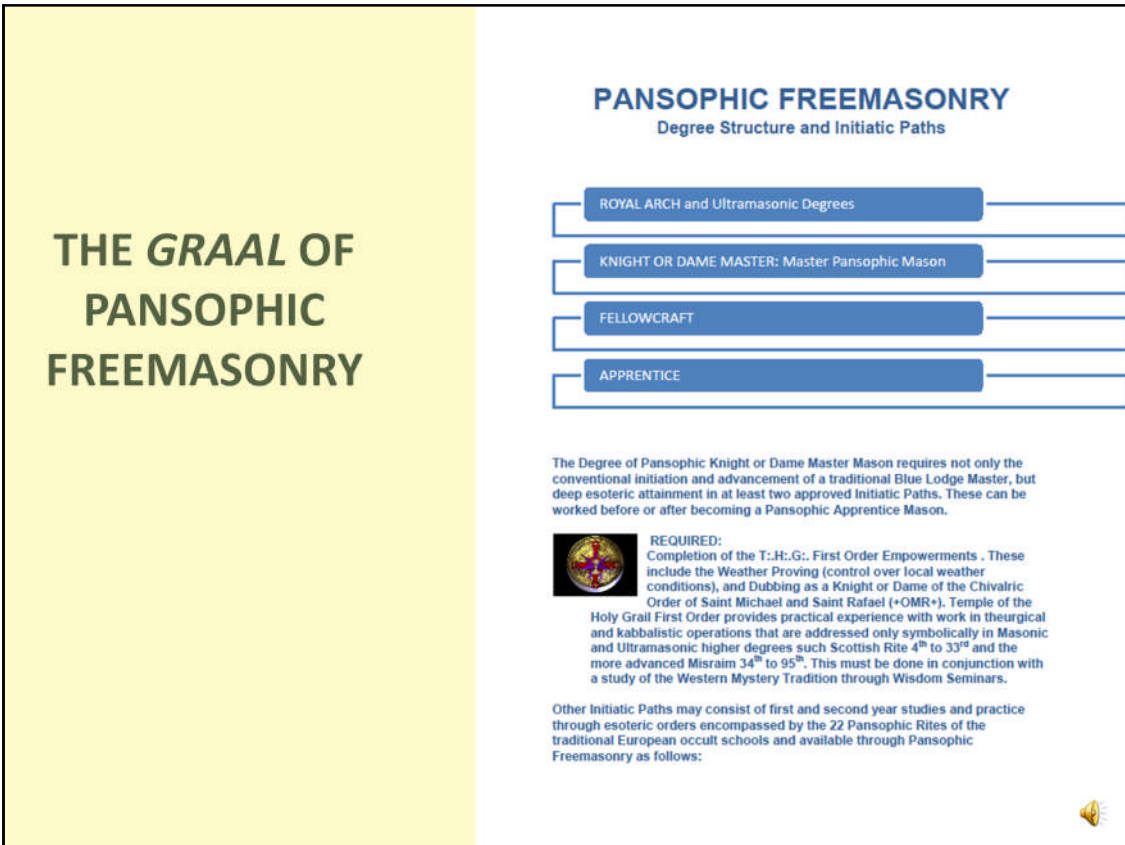 THE GRAAL OF
PANSOPHIC
FREEMASONRY
PANSOPHIC FREEMASONRY
Degree Structure and Initiatic Paths
ROYAL ARCH and Ultramasonic Degrees
KNIGHT OR DAME MASTER: Master Pansophic Mason
FELLOWCRAFT
APPRENTICE
The Degree of Pansophic Knight or Dame Master Mason requires not only the
conventional initiation and advancement of a traditional Blue Lodge Master, but
deep esoteric attainment in at least two approved Initiatic Paths. These can be
worked before or after becoming a Pansophic Apprentice Mason.
REQUIRED:
Completion of the T:.H:.G:. First Order Empowerments . These
include the Weather Proving (control over local weather
conditions), and Dubbing as a Knight or Dame of the Chivalric
Order of Saint Michael and Saint Rafael (+OMR+). Temple of the
Holy Grail First Order provides practical experience with work in theurgical
and kabbalistic operations that are addressed only symbolically in Masonic
and Ultramasonic higher degrees such Scottish Rite 4th to 33rd and the
more advanced Misraim 34th to 95th. This must be done in conjunction with
a study of the Western Mystery Tradition through Wisdom Seminars.
Other Initiatic Paths may consist of first and second year studies and practice
through esoteric orders encompassed by the 22 Pansophic Rites of the
traditional European occult schools and available through Pansophic
Freemasonry as follows: